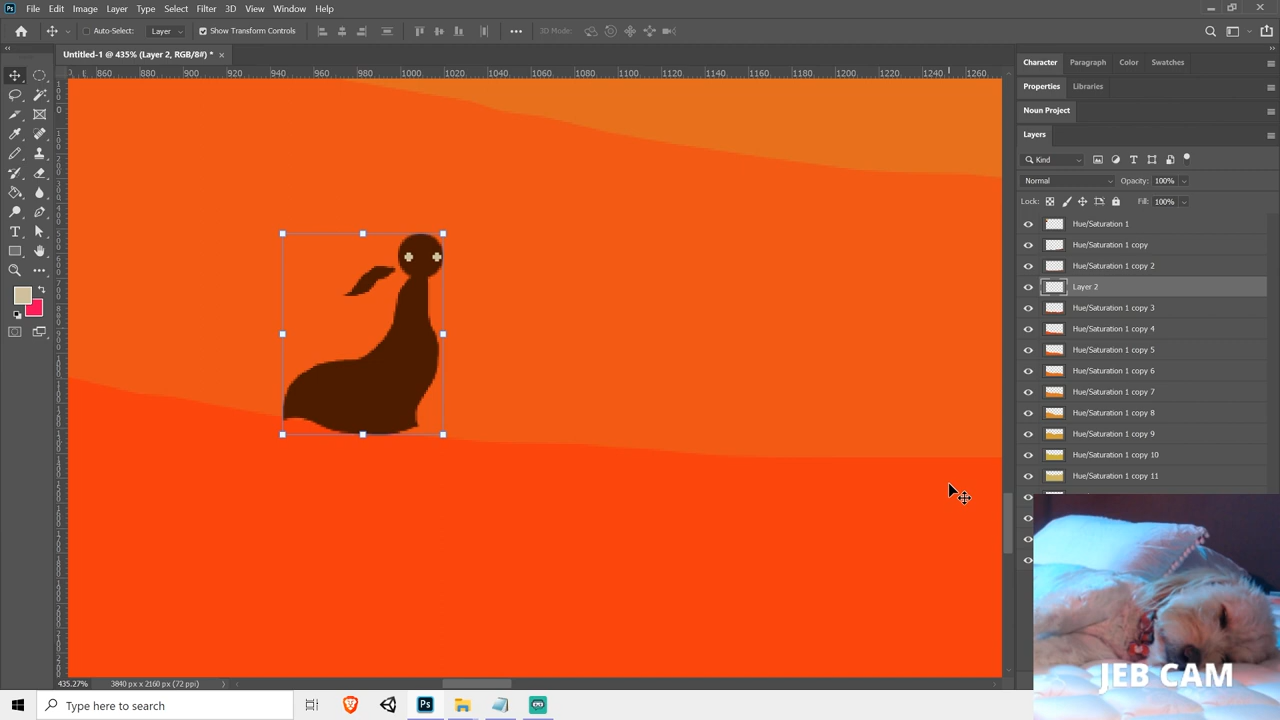 File Edit Image Layer Type Select Filter 3D View Window Help
Auto-Select: Layer Show Transform Controls 3D Mode:
Untitled-1 @ 435% (Layer 2, RGB/8#) *
860 880 900 920 940 960 980 1000 1020 1040 1060 1080 1100 1120 1140 1160 1180 1200 1220 1240 1260
Character Paragraph Color Swatches
Properties Libraries
Noun Project
Layers
Kind
Normal Opacity: 100%
Lock: Fill: 100%
Hue/Saturation 1
Hue/Saturation 1 copy
Hue/Saturation 1 copy 2
Layer 2
Hue/Saturation 1 copy 3
Hue/Saturation 1 copy 4
Hue/Saturation 1 copy 5
Hue/Saturation 1 copy 6
Hue/Saturation 1 copy 7
Hue/Saturation 1 copy 8
Hue/Saturation 1 copy 9
Hue/Saturation 1 copy 10
Hue/Saturation 1 copy 11
JEB CAM
435.27% 3840 px x 2160 px (72 ppi)
Type here to search